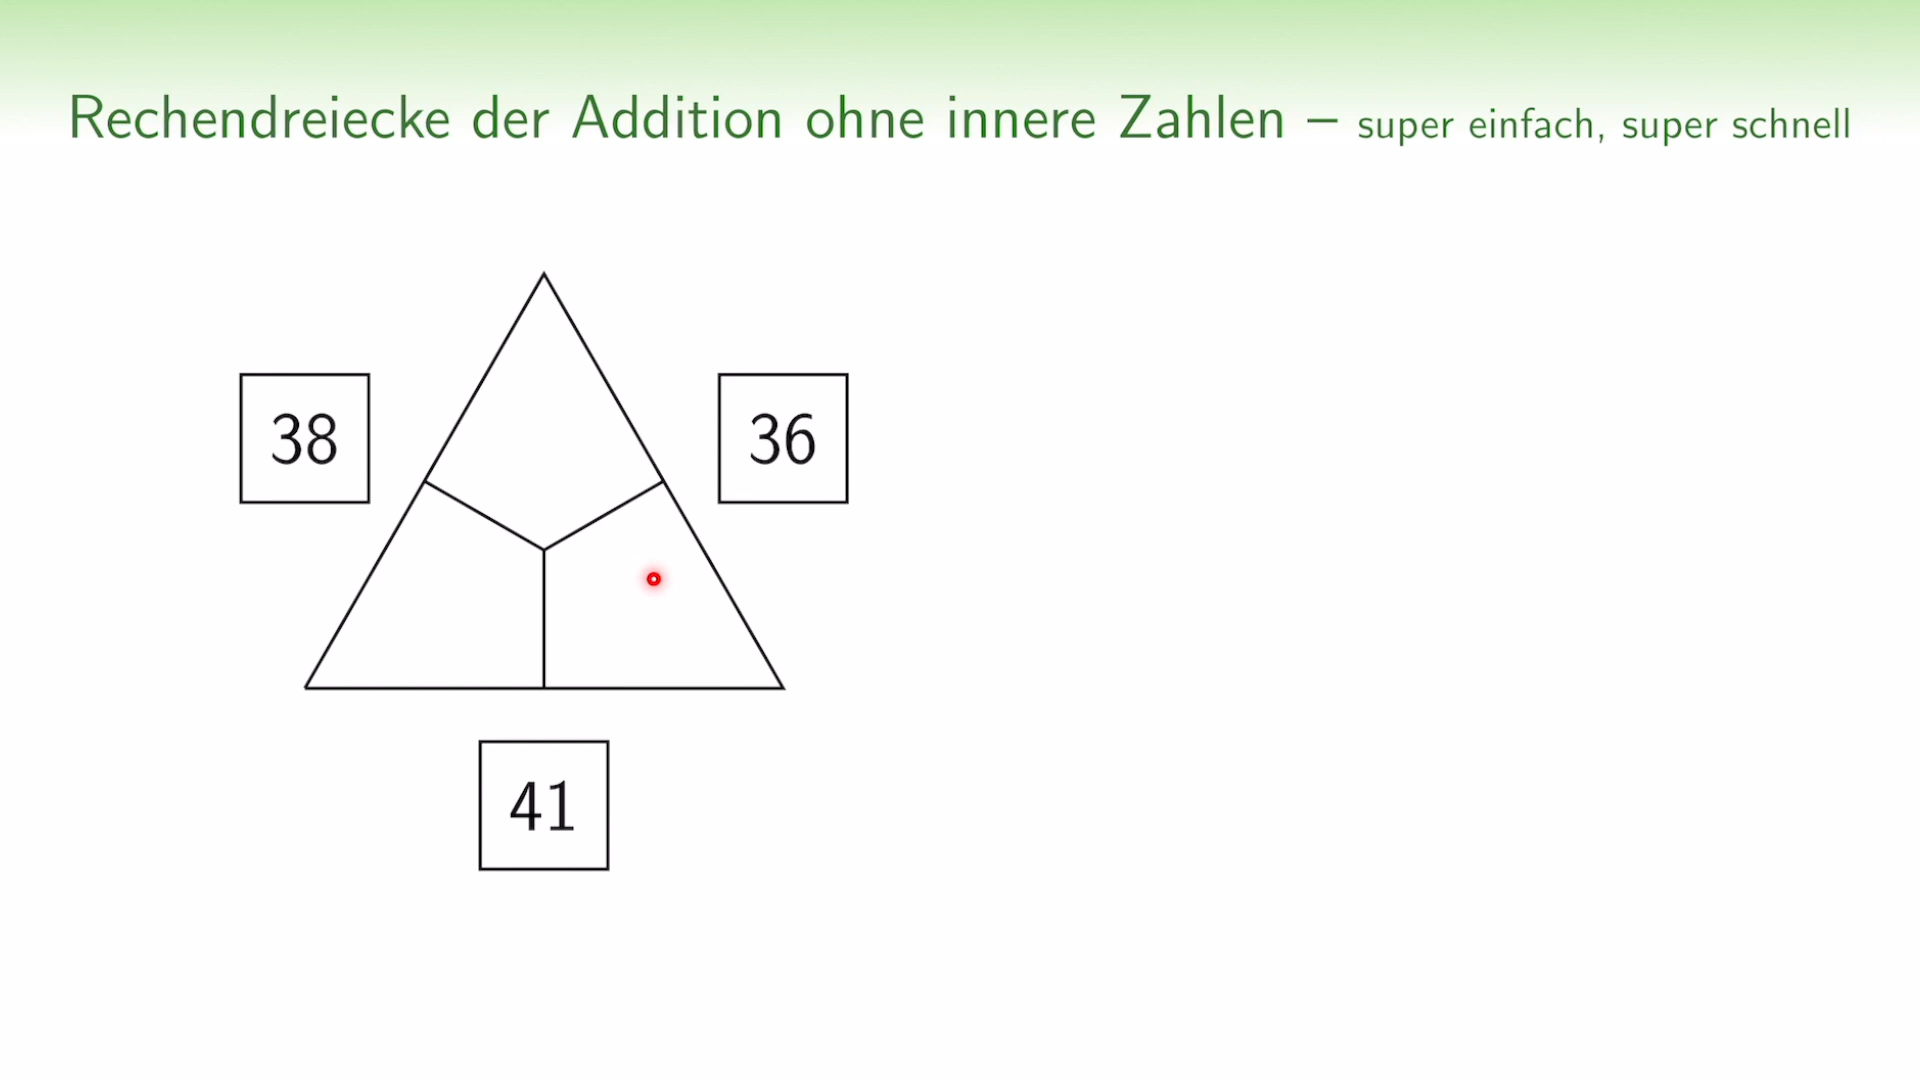 Rechendreiecke der Addition ohne innere Zahlen – super einfach, super schnell
38
36
41